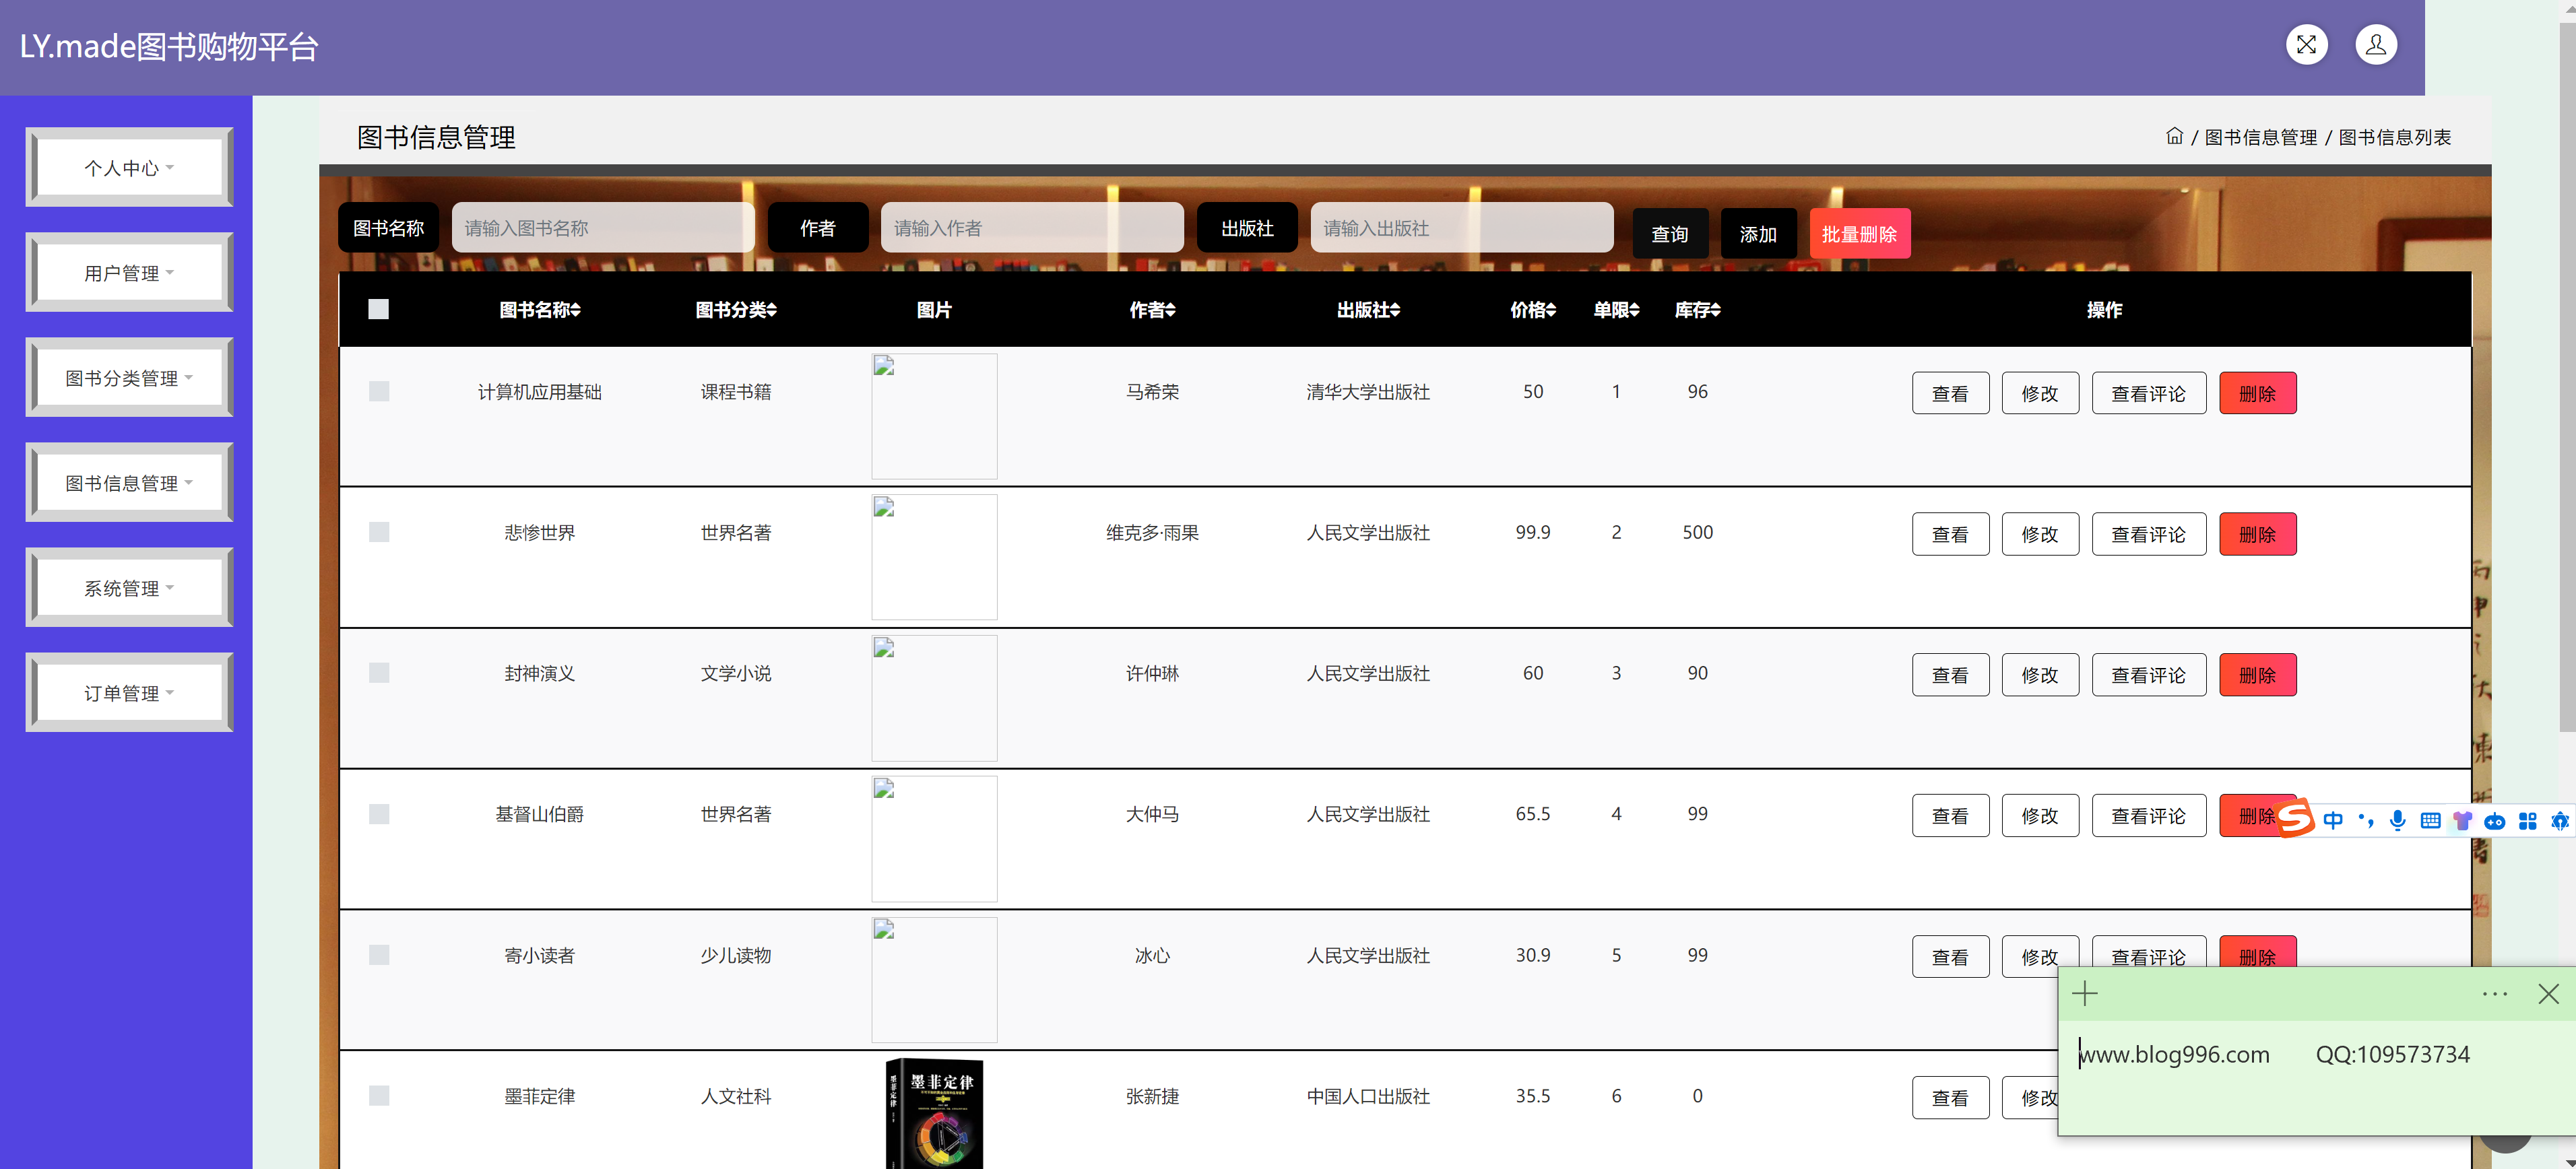 LY.made图书购物平台
个人中心
用户管理
图书分类管理
图书信息管理
系统管理
订单管理
图书信息管理
/ 图书信息管理 / 图书信息列表
图书名称 请输入图书名称 作者 请输入作者 出版社 请输入出版社 查询 添加 批量删除
图书名称 图书分类 图片 作者 出版社 价格 单限 库存 操作
计算机应用基础 课程书籍 马希荣 清华大学出版社 50 1 96 查看 修改 查看评论 删除
悲惨世界 世界名著 维克多·雨果 人民文学出版社 99.9 2 500 查看 修改 查看评论 删除
封神演义 文学小说 许仲琳 人民文学出版社 60 3 90 查看 修改 查看评论 删除
基督山伯爵 世界名著 大仲马 人民文学出版社 65.5 4 99 查看 修改 查看评论 删除
中
寄小读者 少儿读物 冰心 人民文学出版社 30.9 5 99 查看 修改 查看评论 删除
墨菲定律 人文社科 墨菲定律 墨菲定律 张新捷 中国人口出版社 35.5 6 0 查看 修改
www.blog996.com QQ:109573734